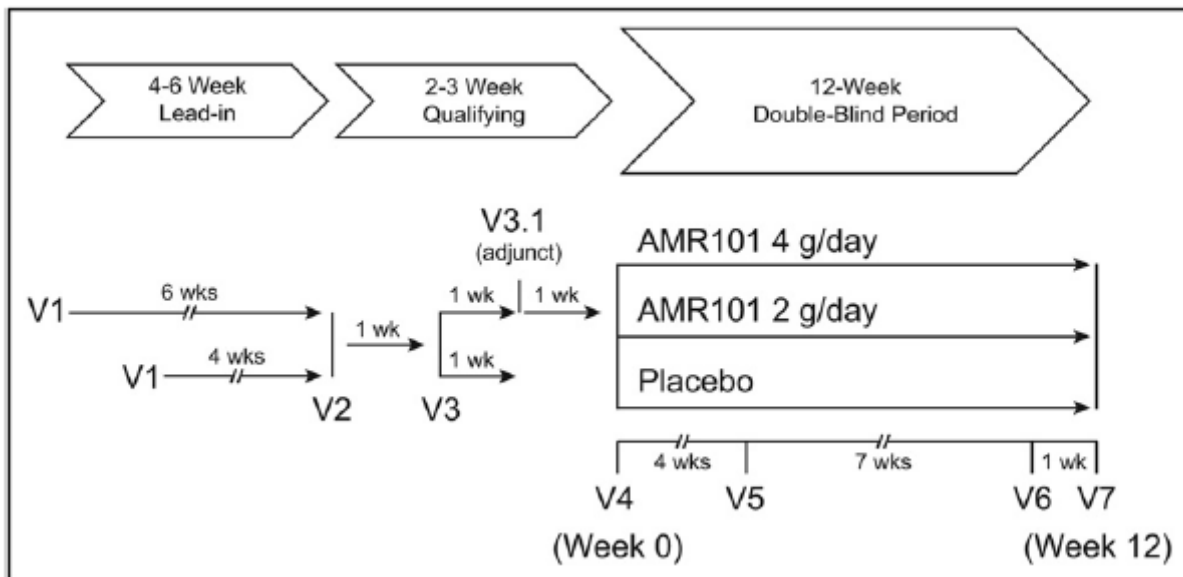 4-6 Week
Lead-in
2-3 Week
Qualifying
12-Week
Double-Blind Period
V3.1
(adjunct)
AMR101 4 g/day
V1
6 wks
1 wk
1 wk
1 wk
AMR101 2 g/day
V1
4 wks
1 wk
Placebo
V2
V3
4 wks
7 wks
1 wk
V4
V5
V6
V7
(Week 0)
(Week 12)